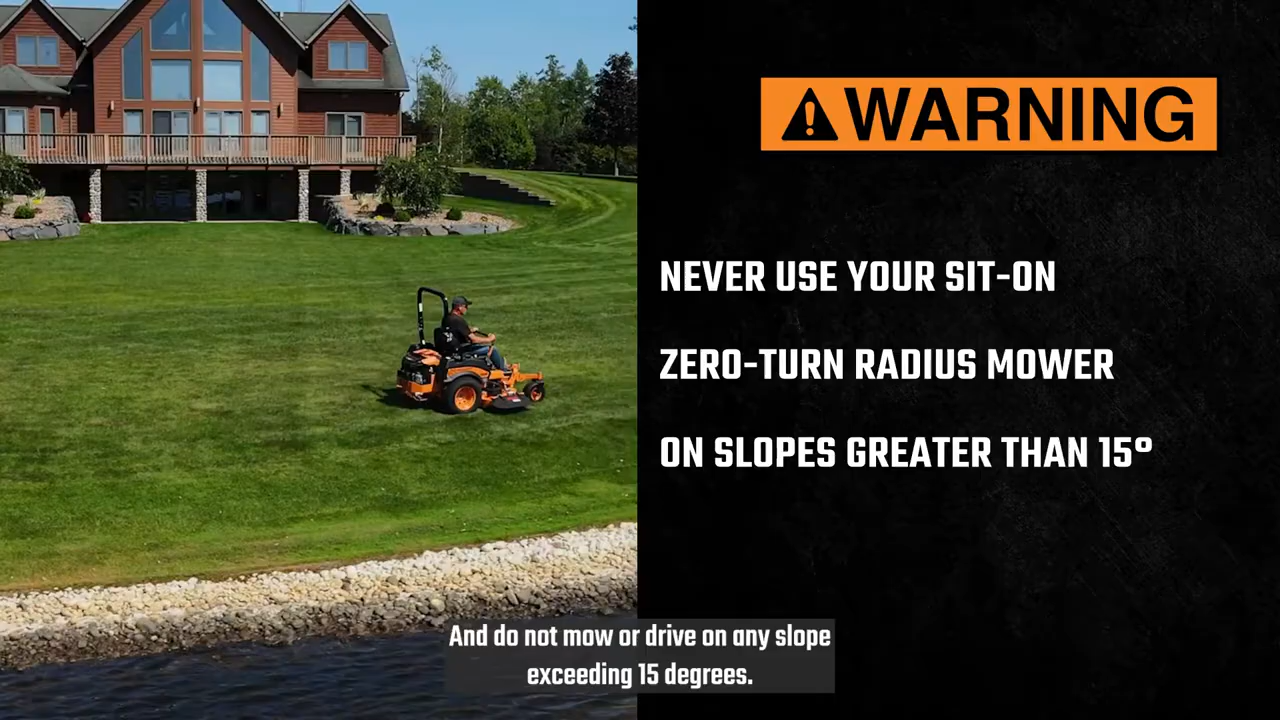 WARNING
NEVER USE YOUR SIT-ON
ZERO-TURN RADIUS MOWER
ON SLOPES GREATER THAN 15º
And do not mow or drive on any slope
exceeding 15 degrees.